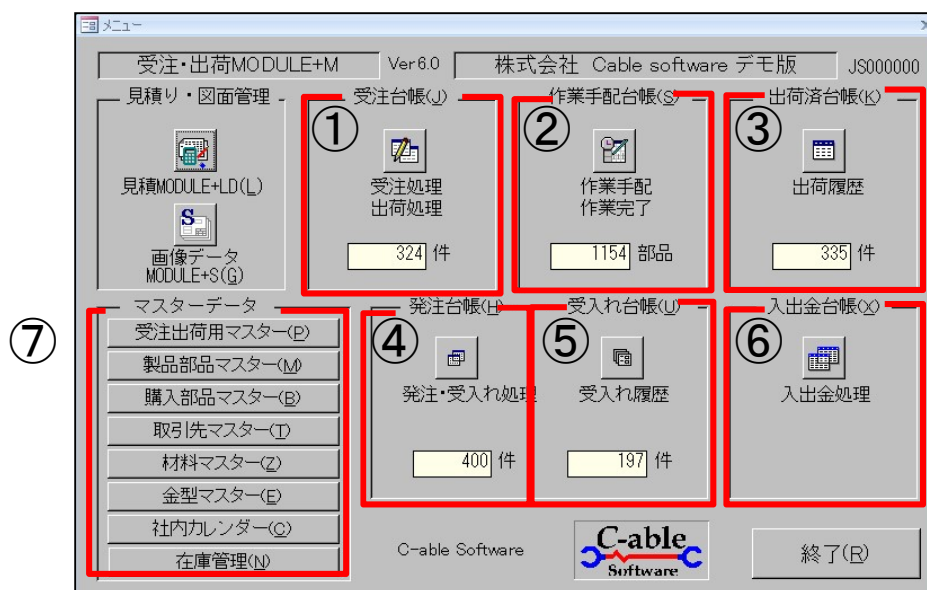 メニュー
受注・出荷MODULE+M
Ver6.0
株式会社 Cable software デモ版
JS000000
見積り・図面管理
見積MODULE+LD(L)
画像データ
MODULE+S(G)
①
受注台帳(J)
受注処理
出荷処理
324 件
②
作業手配台帳(S)
作業手配
作業完了
1154 部品
③
出荷済台帳(K)
出荷履歴
335 件
⑦
マスターデータ
受注出荷用マスター(P)
製品部品マスター(M)
購入部品マスター(B)
取引先マスター(T)
材料マスター(Z)
金型マスター(E)
社内カレンダー(C)
在庫管理(N)
④
発注台帳(H)
発注・受入れ処理
400 件
⑤
受入れ台帳(U)
受入れ履歴
197 件
⑥
入出金台帳(X)
入出金処理
C-able Software
C-able
Software
終了(R)